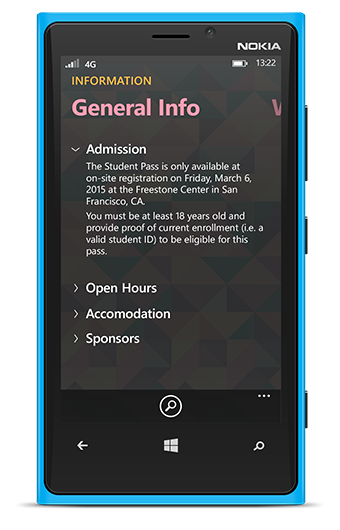 NOKIA
4G 13:22
INFORMATION
General Info
Admission
The Student Pass is only available at
on-site registration on Friday, March 6,
2015 at the Freestone Center in San
Francisco, CA.
You must be at least 18 years old and
provide proof of current enrollment (i.e. a
valid student ID) to be eligible for this
pass.
Open Hours
Accomodation
Sponsors